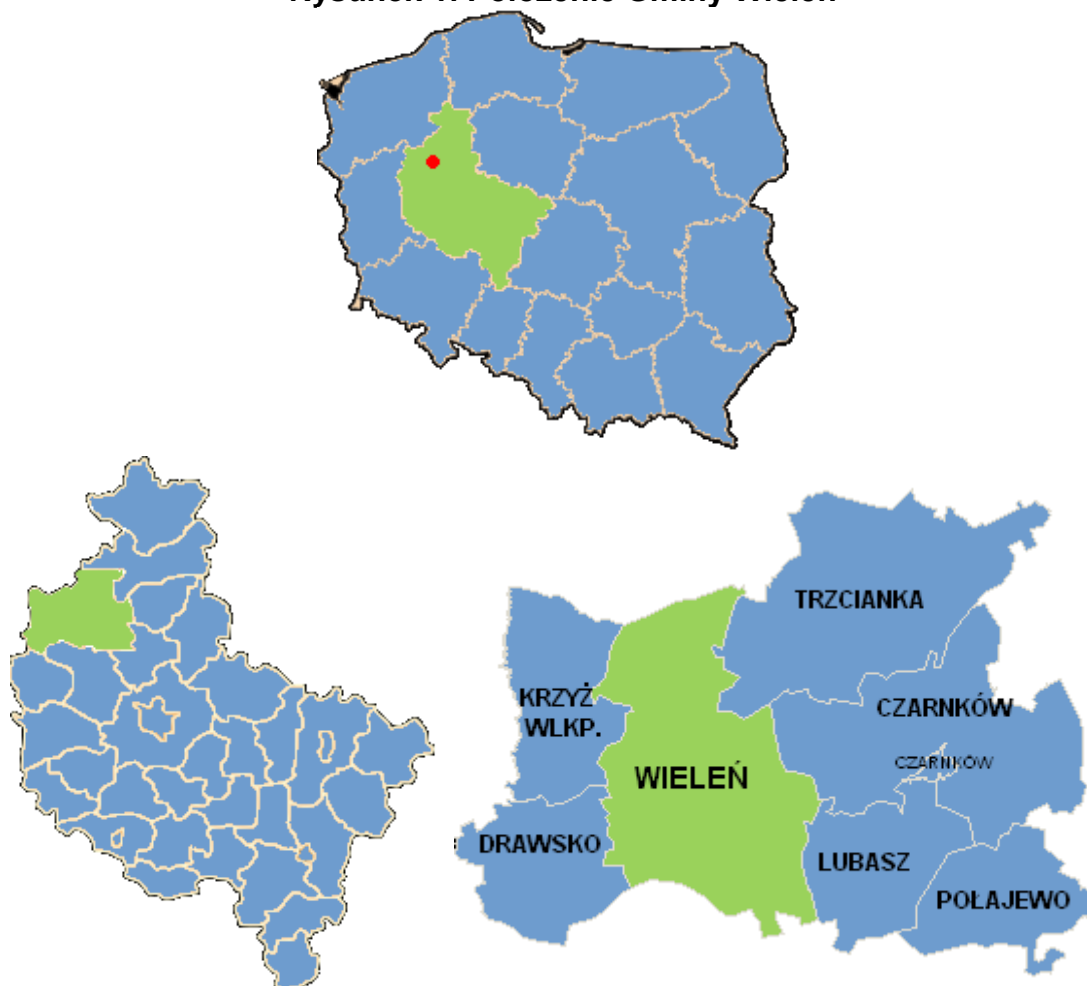 TRZCIANKA
KRZYŻ
WLKP.
CZARNKÓW
CZARNKÓW
WIELEŃ
DRAWSKO
LUBASZ
POŁAJEWO